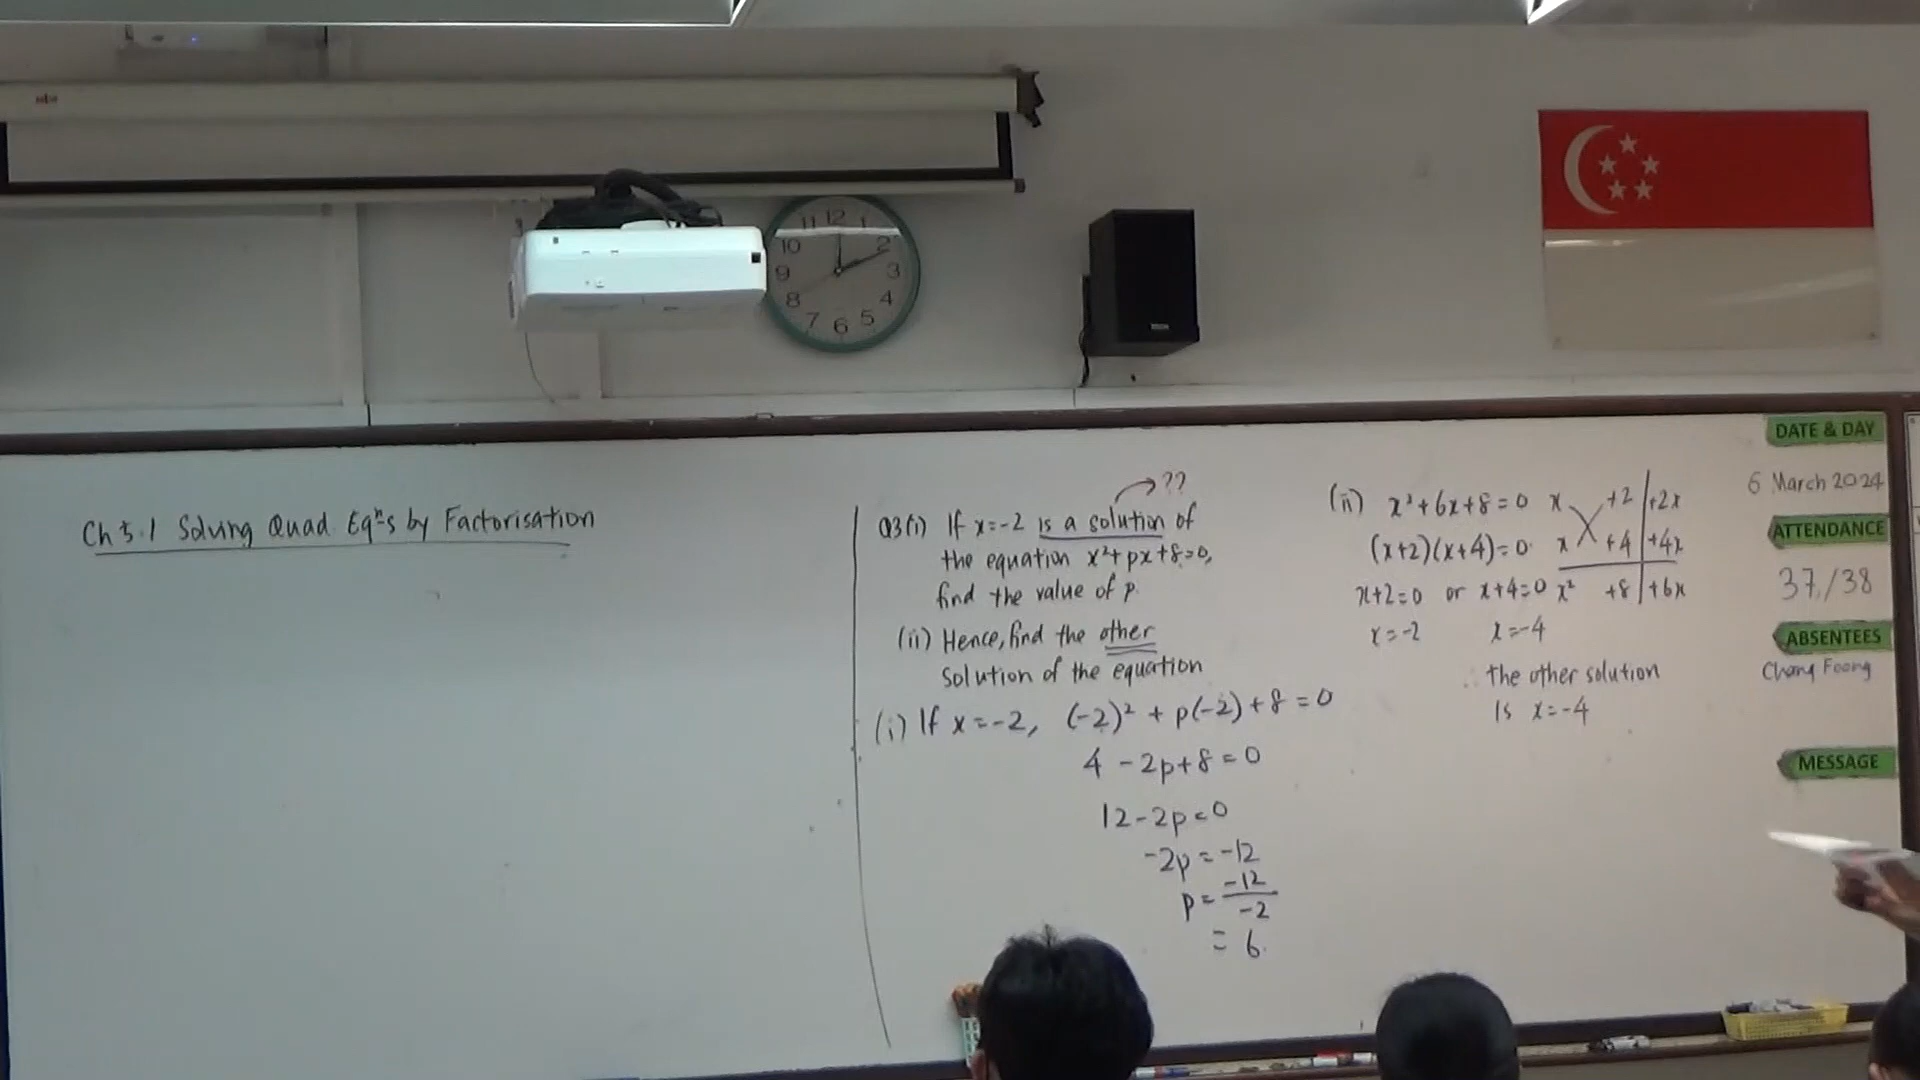 12
11 1
10 2
9 3
8 4
7 6 5
Ch 3.1 Solving Quad Eqⁿs by Factorisation
??
Q3(i) If x=-2 is a solution of
the equation x²+px+8=0,
find the value of p.
(ii) Hence, find the other
solution of the equation
(i) If x=-2, (-2)² + p(-2)+8=0
4 -2p+8=0
12-2p=0
-2p=-12
p= -12
-2
= 6.
(ii) x²+6x+8=0 x +2 +2x
(x+2)(x+4)=0 x +4 +4x
x+2=0 or x+4=0 x² +8 +6x
x=-2 x=-4
∴ the other solution
is x=-4
DATE & DAY
6 March 2024
ATTENDANCE
37/38
ABSENTEES
MESSAGE